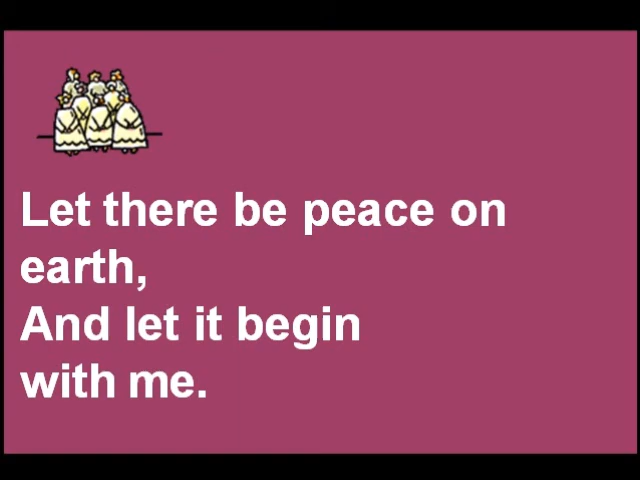 Let there be peace on
earth,
And let it begin
with me.